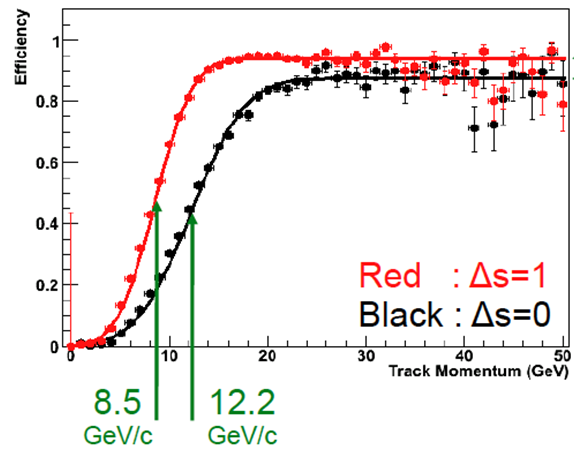 Efficiency
1
0.8
0.6
0.4
0.2
0
0 10 20 30 40 50
Track Momentum (GeV)
Red : Δs=1
Black : Δs=0
8.5 12.2
GeV/c GeV/c